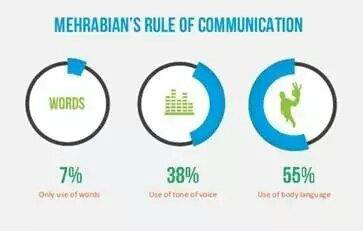 MEHRABIAN'S RULE OF COMMUNICATION
WORDS
7%
Only use of words
38%
Use of tone of voice
55%
Use of body language